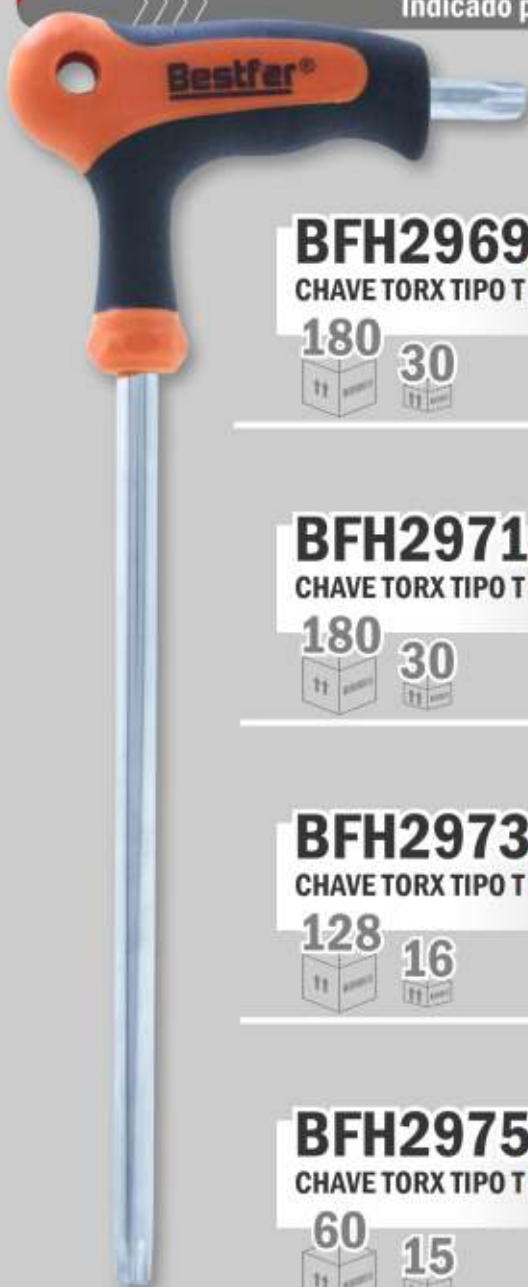 Indicado p
Bestfer®
BFH2969
CHAVE TORX TIPO T
180 30
BFH2971
CHAVE TORX TIPO T
180 30
BFH2973
CHAVE TORX TIPO T
128 16
BFH2975
CHAVE TORX TIPO T
60 15